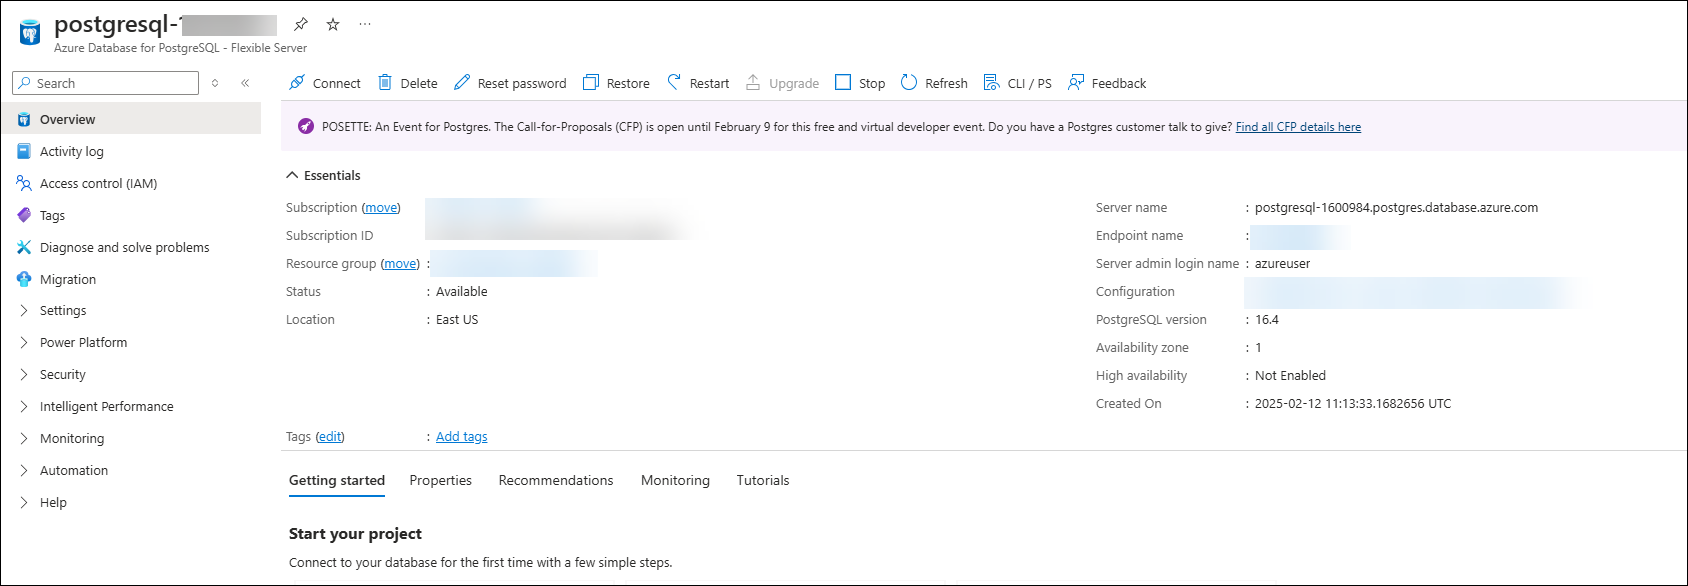 postgresql-1
Azure Database for PostgreSQL - Flexible Server
Search
Connect
Delete
Reset password
Restore
Restart
Upgrade
Stop
Refresh
CLI / PS
Feedback
Overview
Activity log
Access control (IAM)
Tags
Diagnose and solve problems
Migration
Settings
Power Platform
Security
Intelligent Performance
Monitoring
Automation
Help
POSETTE: An Event for Postgres. The Call-for-Proposals (CFP) is open until February 9 for this free and virtual developer event. Do you have a Postgres customer talk to give? Find all CFP details here
Essentials
Subscription (move)
Subscription ID
Resource group (move) :
Status : Available
Location : East US
Server name : postgresql-1600984.postgres.database.azure.com
Endpoint name :
Server admin login name : azureuser
Configuration
PostgreSQL version : 16.4
Availability zone : 1
High availability : Not Enabled
Created On : 2025-02-12 11:13:33.1682656 UTC
Tags (edit) : Add tags
Getting started
Properties
Recommendations
Monitoring
Tutorials
Start your project
Connect to your database for the first time with a few simple steps.